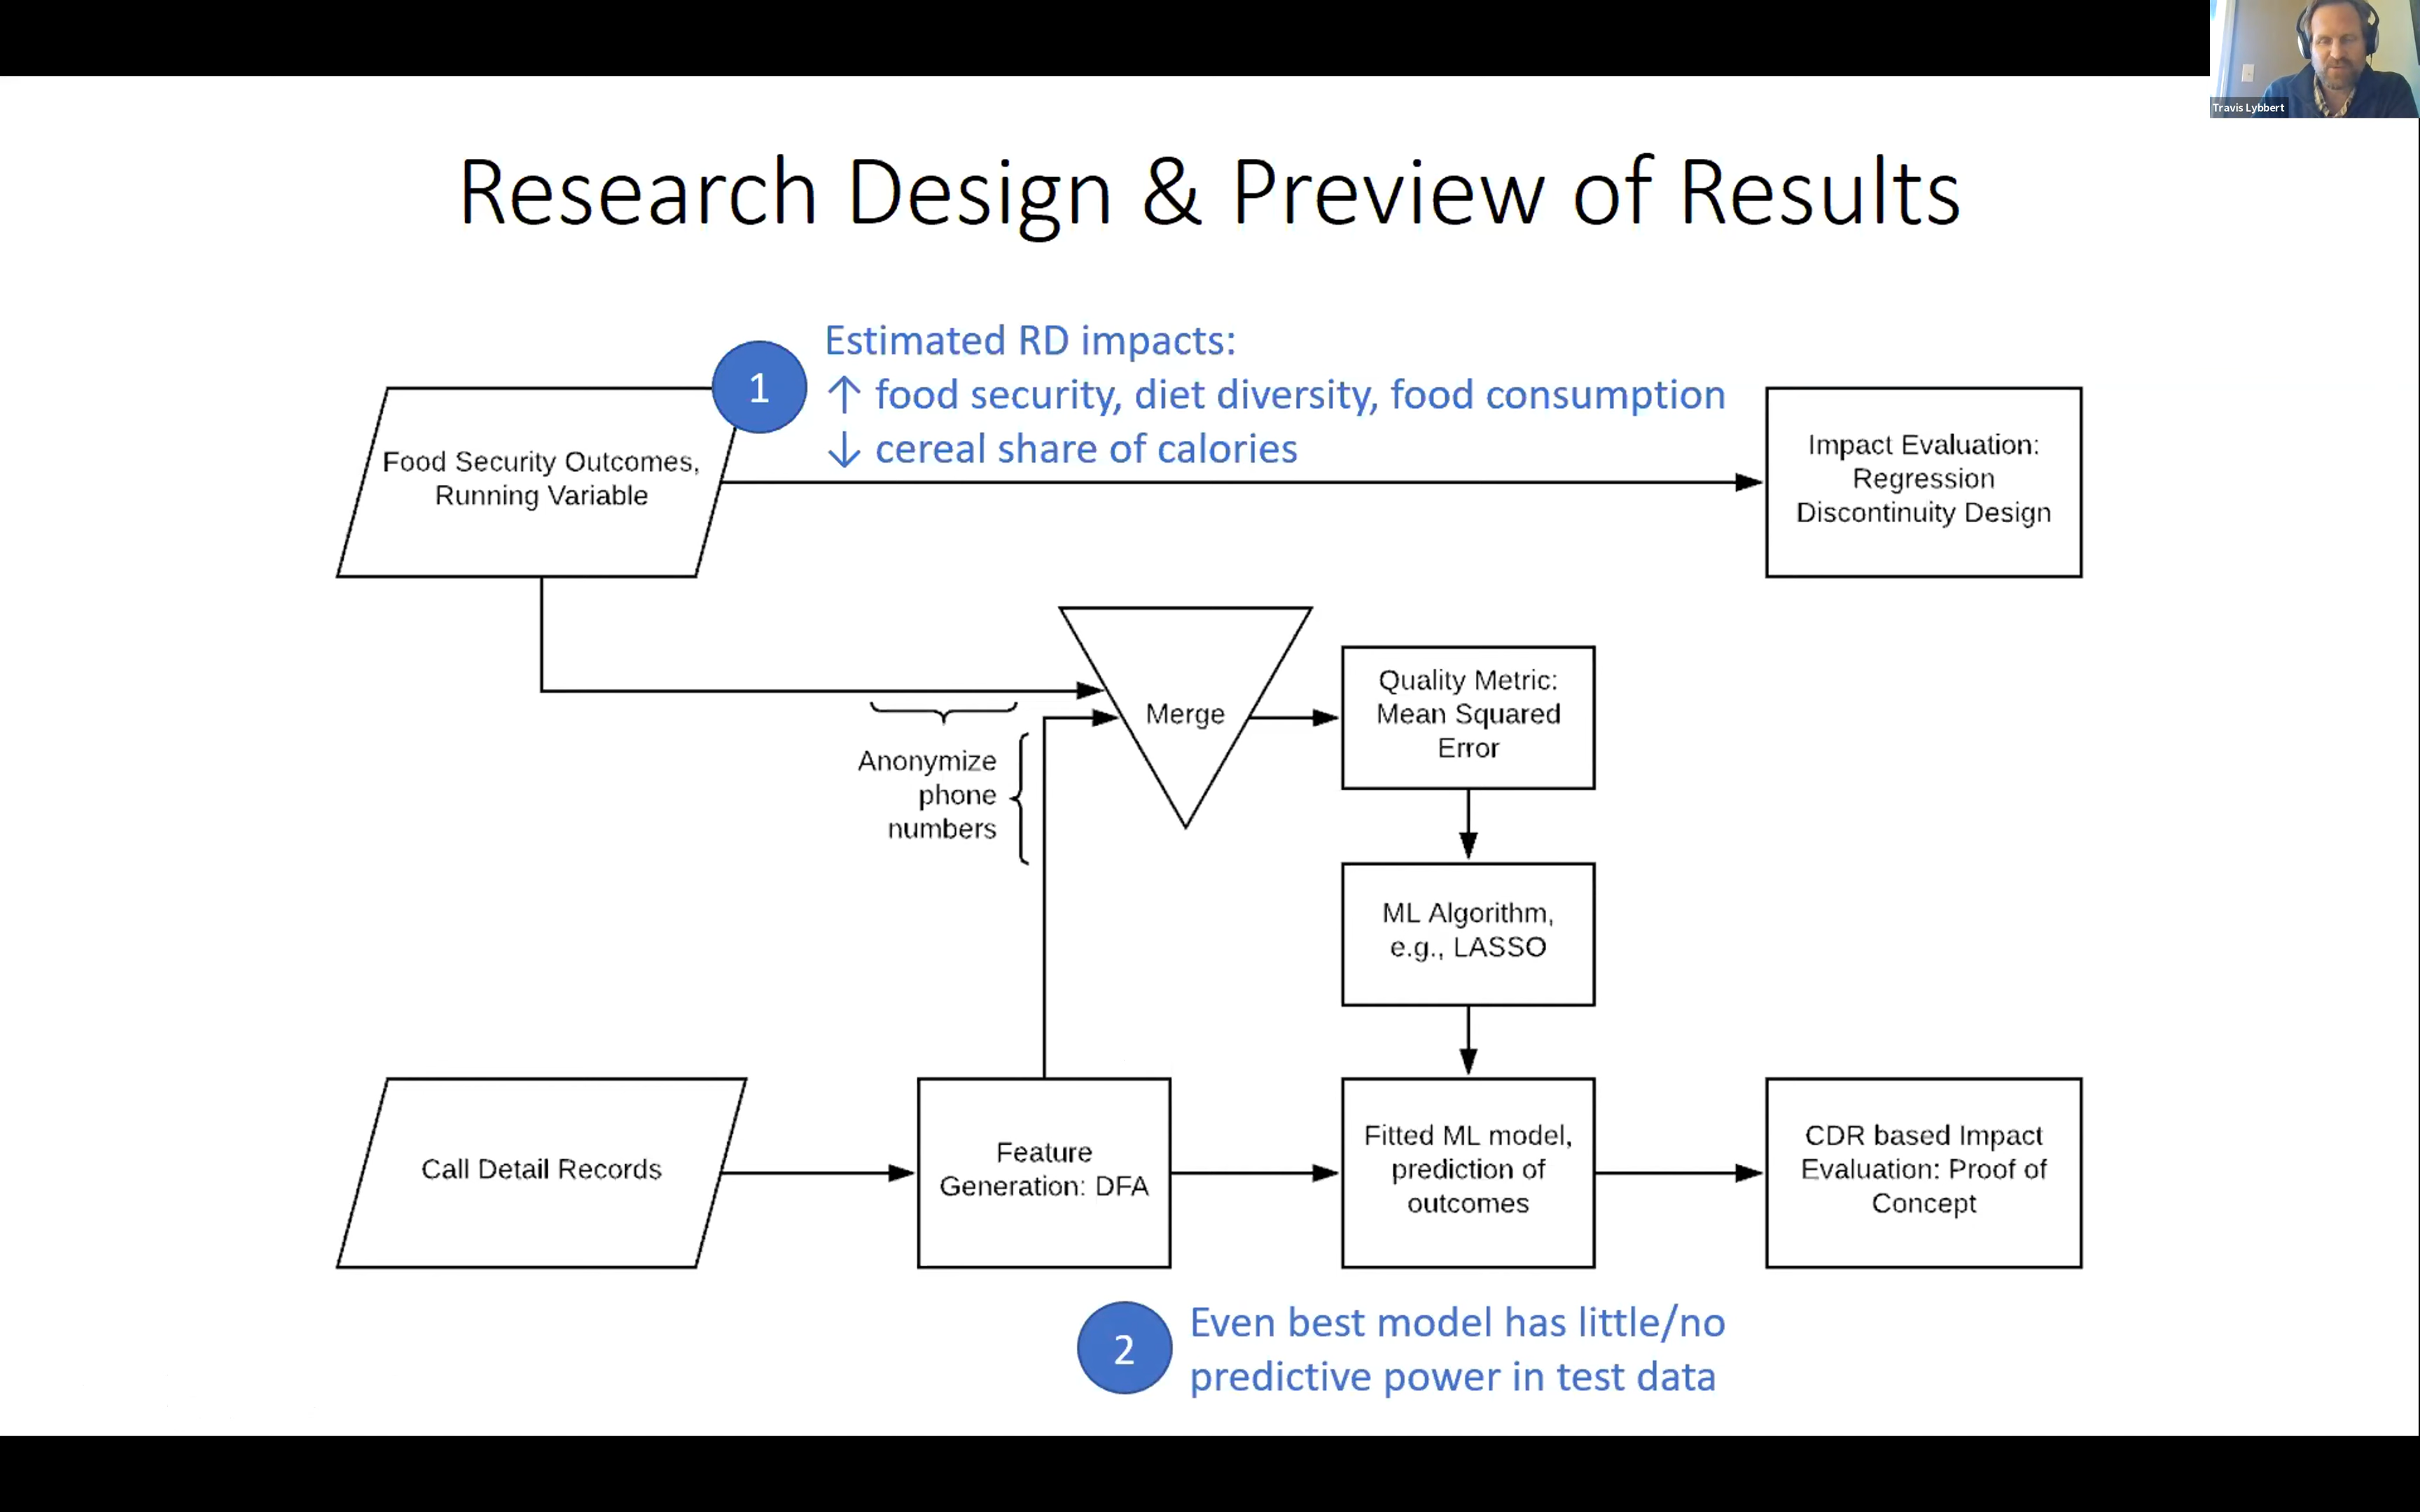 Travis Lybbert
Research Design & Preview of Results
1
Estimated RD impacts:
↑ food security, diet diversity, food consumption
↓ cereal share of calories
Food Security Outcomes,
Running Variable
Impact Evaluation:
Regression
Discontinuity Design
Merge
Quality Metric:
Mean Squared
Error
Anonymize
phone
numbers
ML Algorithm,
e.g., LASSO
Call Detail Records
Feature
Generation: DFA
Fitted ML model,
prediction of
outcomes
CDR based Impact
Evaluation: Proof of
Concept
2
Even best model has little/no
predictive power in test data